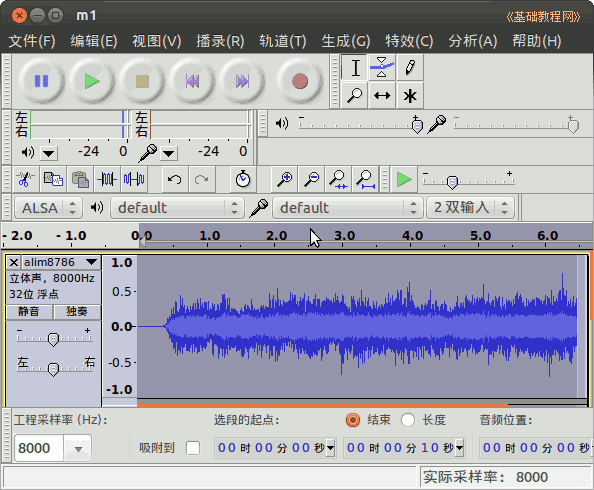 m1
《基础教程网》
文件(F) 编辑(E) 视图(V) 播录(R) 轨道(T) 生成(G) 特效(C) 分析(A) 帮助(H)
左
右
-24 0
左
右
-24 0
ALSA default default 2 双输入
- 2.0 - 1.0 0.0 1.0 2.0 3.0 4.0 5.0 6.0
alim8786
立体声，8000Hz
32位 浮点
静音 独奏
左 右
1.0
0.5
0.0
-0.5
-1.0
工程采样率 (Hz): 选段的起点: 结束 长度 音频位置:
8000 吸附到 00 时 00 分 00 秒 00 时 00 分 10 秒 00 时 00 分 00 秒
实际采样率: 8000